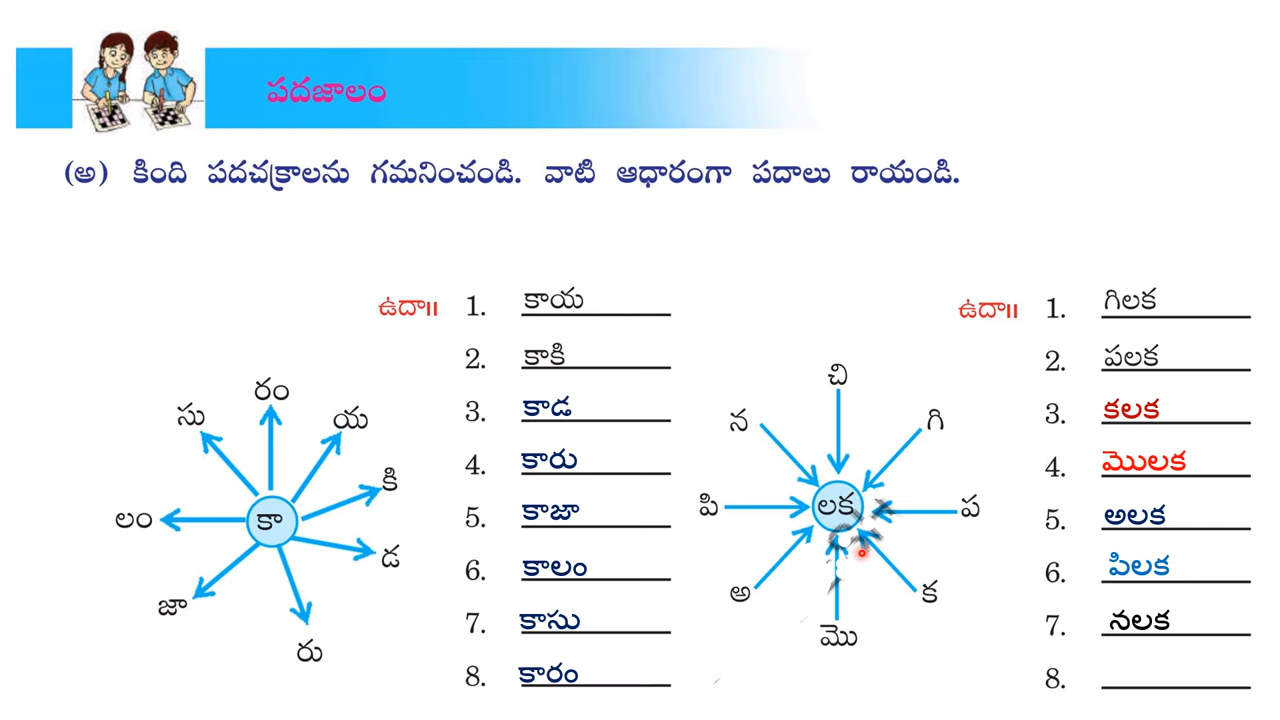 పదజాలం
(అ) కింది పదచక్రాలను గమనించండి. వాటి ఆధారంగా పదాలు రాయండి.
రం
సు
య
కి
లం
కా
డ
జా
రు
ఉదా॥ 1. కాయ
2. కాకి
3. కాడ
4. కారు
5. కాజా
6. కాలం
7. కాసు
8. కారం
చి
న
గి
పి
లక
ప
అ
క
మొ
ఉదా॥ 1. గిలక
2. పలక
3. కలక
4. మొలక
5. అలక
6. పిలక
7. నలక
8.